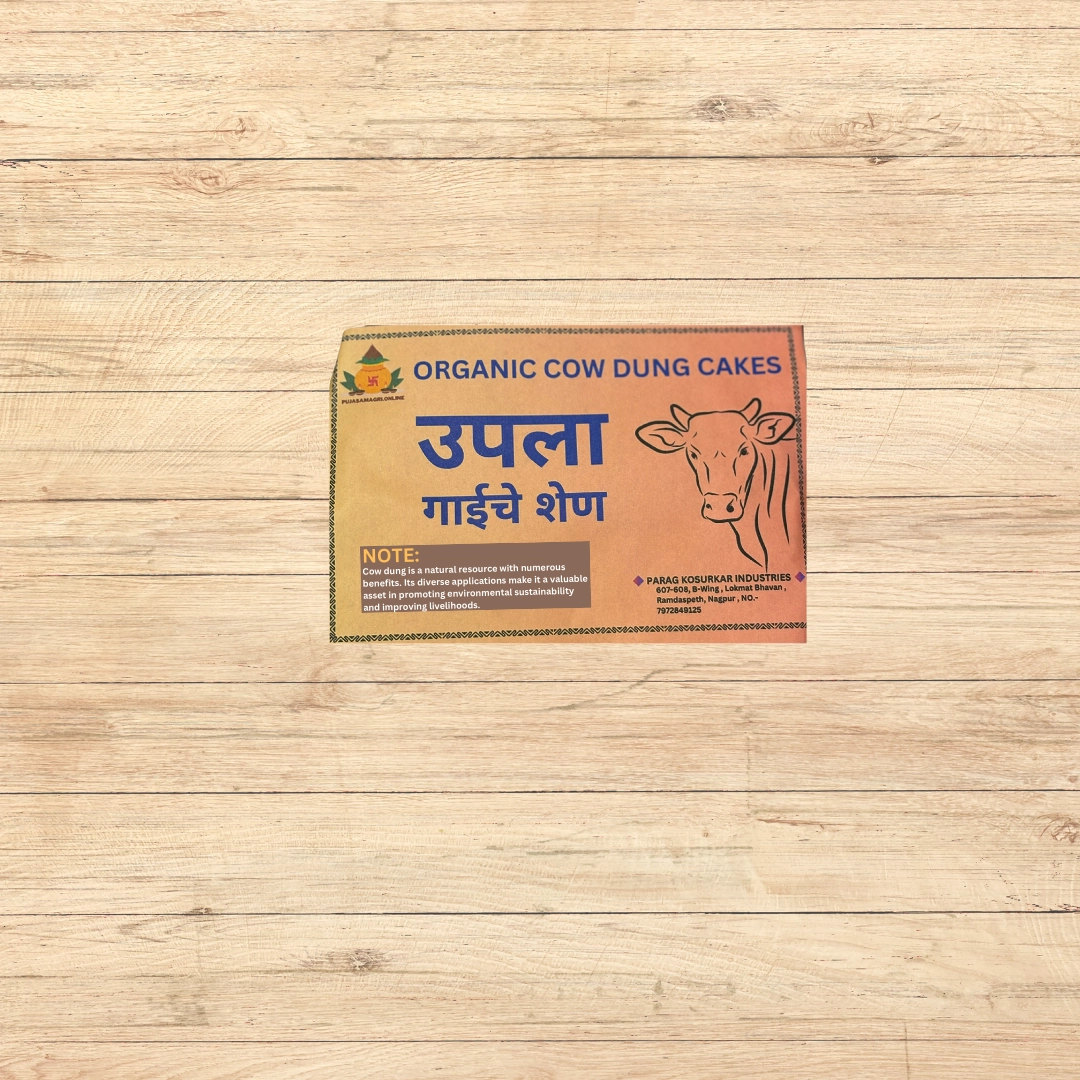 ORGANIC COW DUNG CAKES
PUJASAMAGRI.ONLINE
उपला
गाईचे शेण
NOTE:
Cow dung is a natural resource with numerous
benefits. Its diverse applications make it a valuable
asset in promoting environmental sustainability
and improving livelihoods.
PARAG KOSURKAR INDUSTRIES
607-608, B-Wing , Lokmat Bhavan ,
Ramdaspeth, Nagpur , NO.-
7972849125